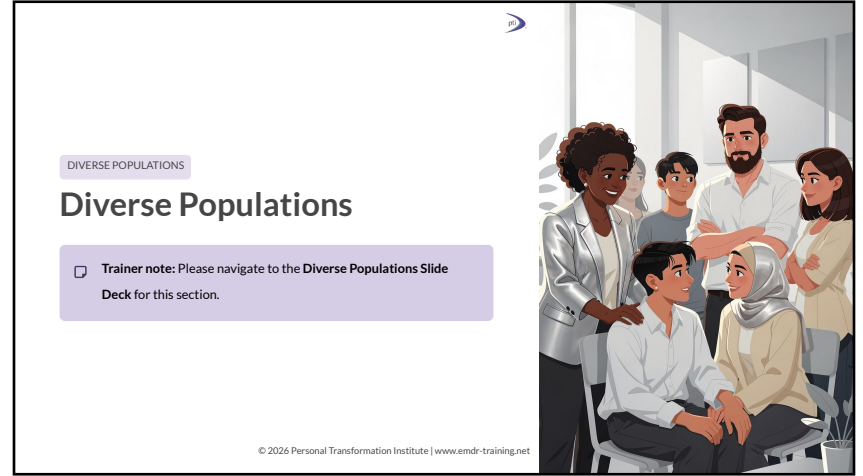 pti
DIVERSE POPULATIONS
Diverse Populations
Trainer note: Please navigate to the Diverse Populations Slide
Deck for this section.
© 2026 Personal Transformation Institute | www.emdr-training.net